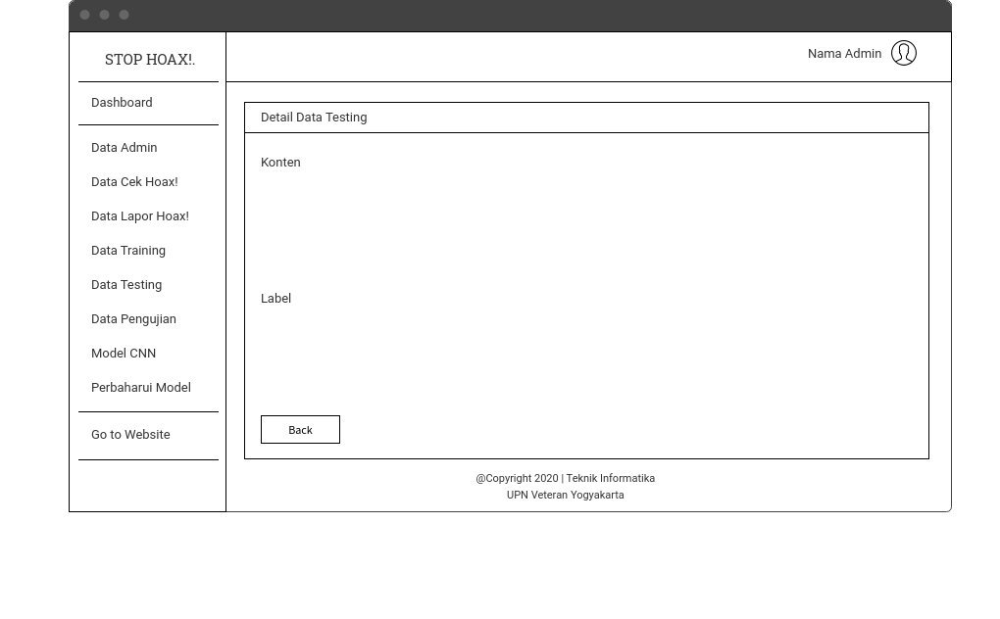 STOP HOAX!.
Nama Admin
Dashboard
Data Admin
Data Cek Hoax!
Data Lapor Hoax!
Data Training
Data Testing
Data Pengujian
Model CNN
Perbaharui Model
Go to Website
Detail Data Testing
Konten
Label
Back
@Copyright 2020 | Teknik Informatika
UPN Veteran Yogyakarta